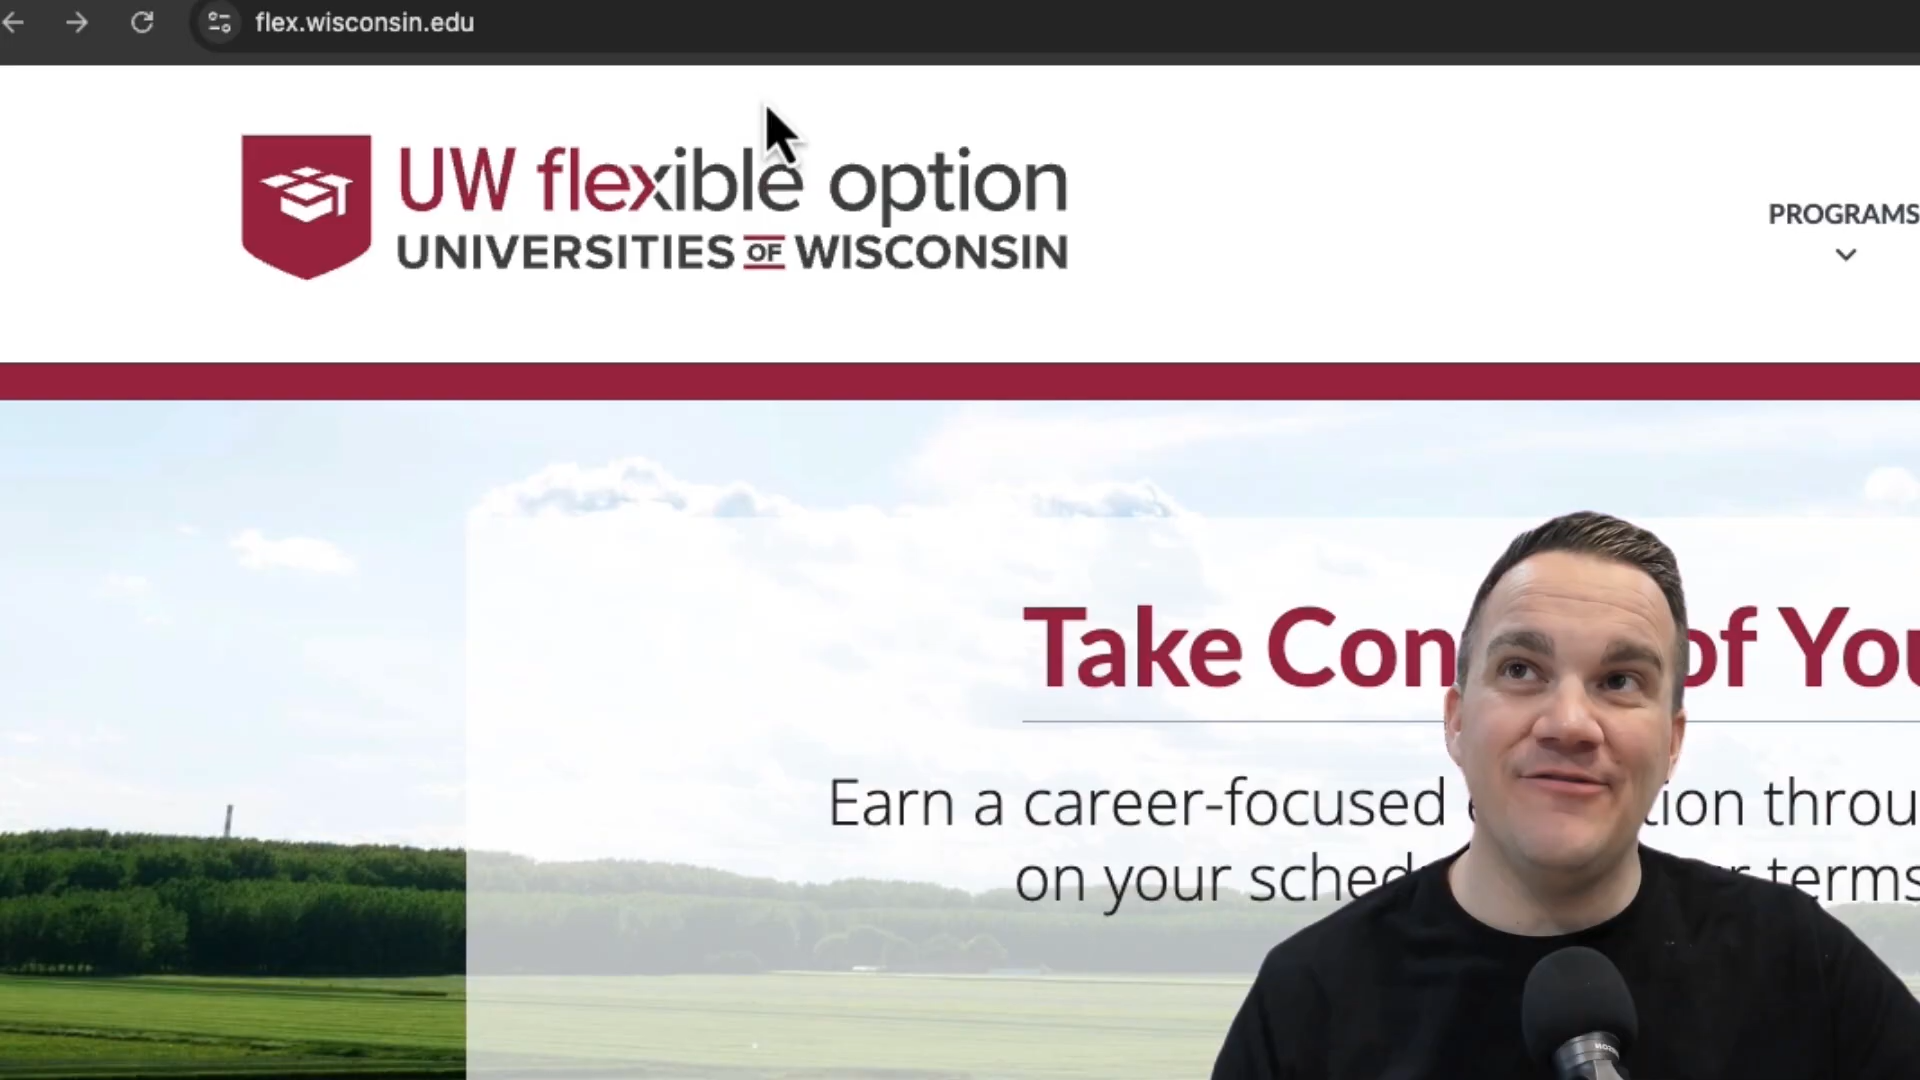 flex.wisconsin.edu
UW flexible option
UNIVERSITIES OF WISCONSIN
PROGRAMS
Take Con of You
Earn a career-focused tion throu
on your sched r terms